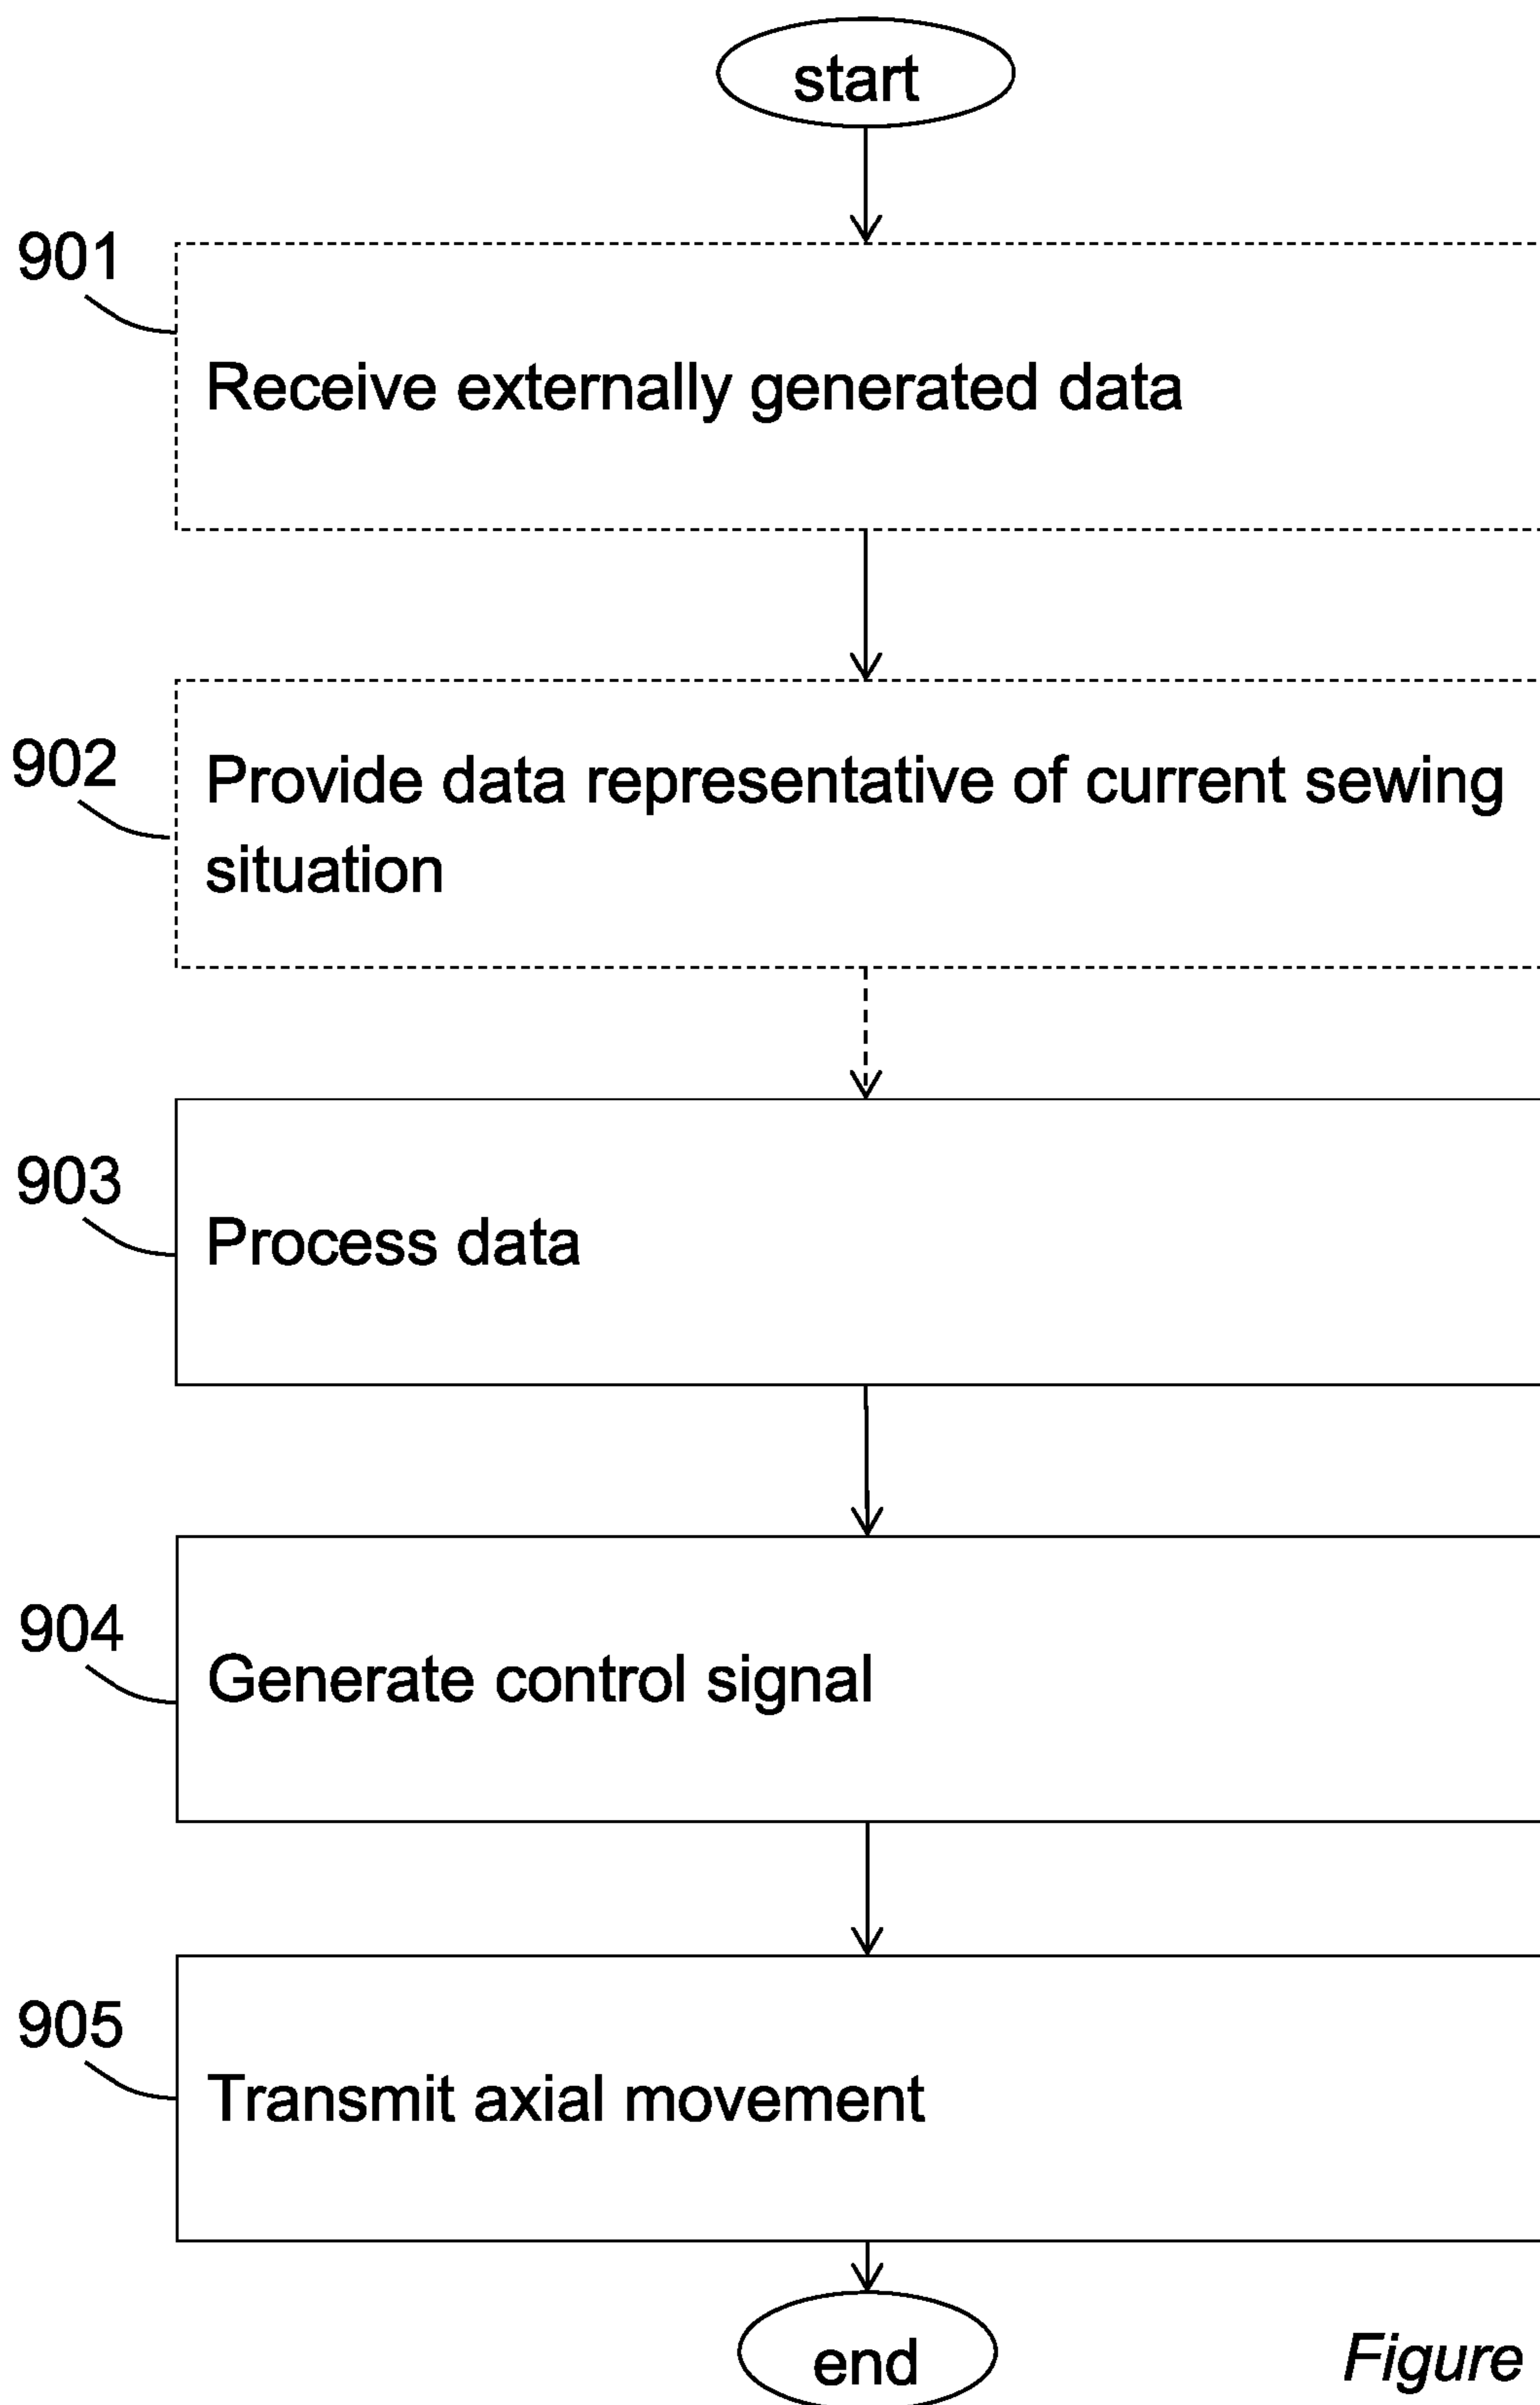 start
901
Receive externally generated data
902
Provide data representative of current sewing
situation
903
Process data
904
Generate control signal
905
Transmit axial movement
end
Figure